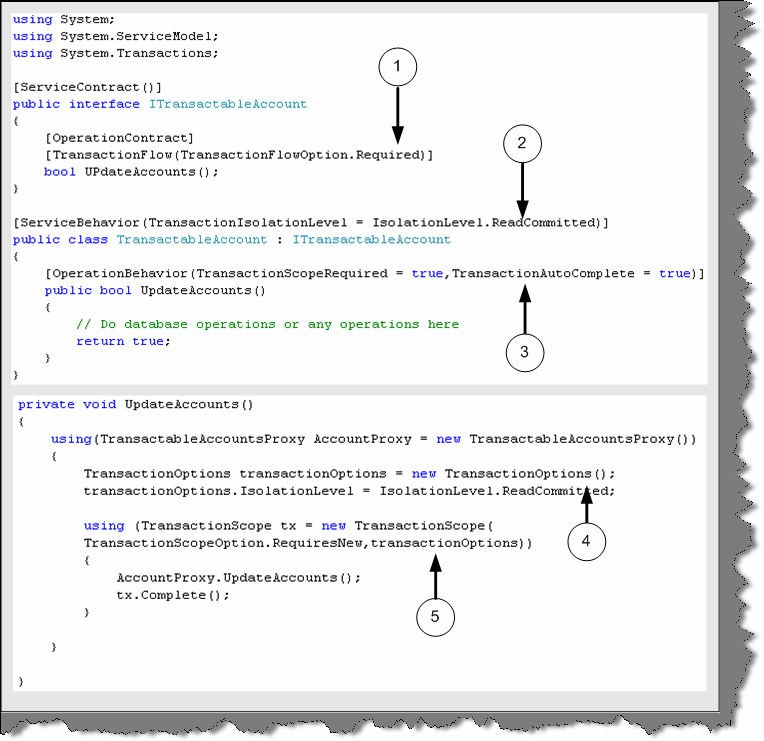 using System;
using System.ServiceModel;
using System.Transactions;
1
[ServiceContract()]
public interface ITransactableAccount
{
[OperationContract]
[TransactionFlow(TransactionFlowOption.Required)]
2
bool UPdateAccounts();
}
[ServiceBehavior(TransactionIsolationLevel = IsolationLevel.ReadCommitted)]
public class TransactableAccount : ITransactableAccount
{
[OperationBehavior(TransactionScopeRequired = true,TransactionAutoComplete = true)]
public bool UpdateAccounts()
{
// Do database operations or any operations here
return true;
3
}
}
private void UpdateAccounts()
{
using(TransactableAccountsProxy AccountProxy = new TransactableAccountsProxy())
{
TransactionOptions transactionOptions = new TransactionOptions();
transactionOptions.IsolationLevel = IsolationLevel.ReadCommitted;
using (TransactionScope tx = new TransactionScope(
TransactionScopeOption.RequiresNew,transactionOptions))
4
{
AccountProxy.UpdateAccounts();
tx.Complete();
}
5
}
}